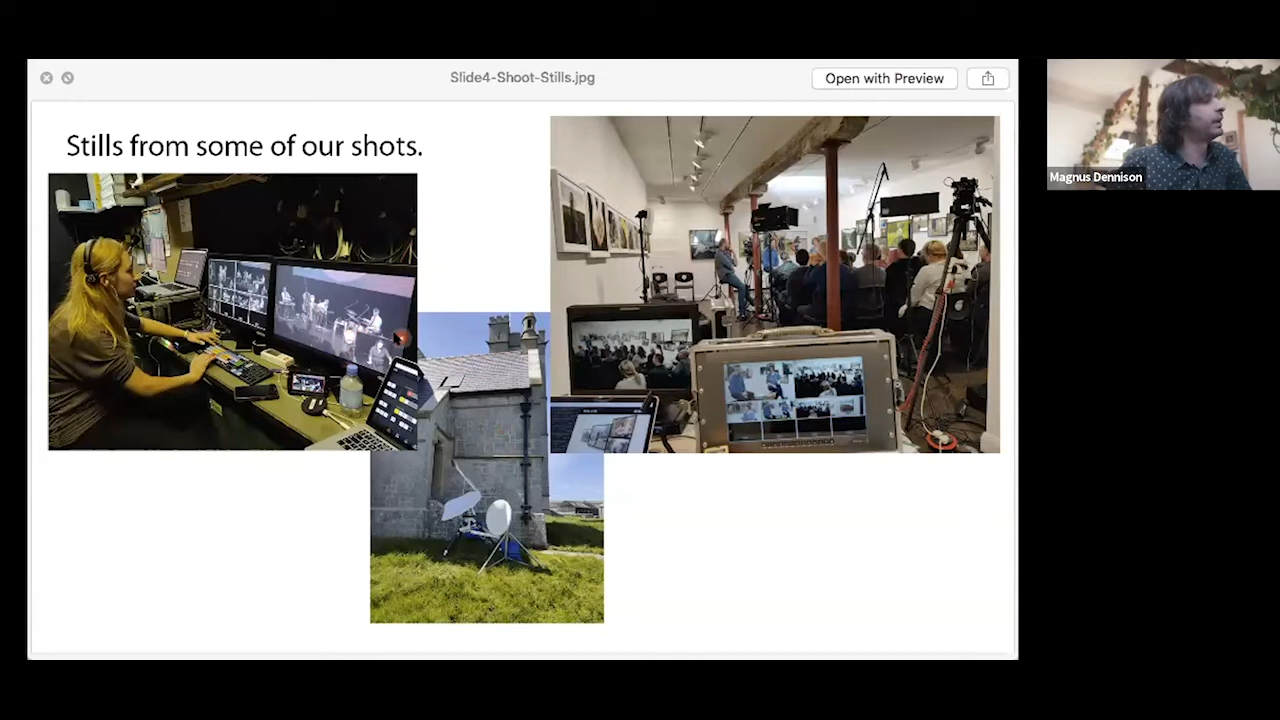 Slide4-Shoot-Stills.jpg
Open with Preview
Stills from some of our shots.
Magnus Dennison